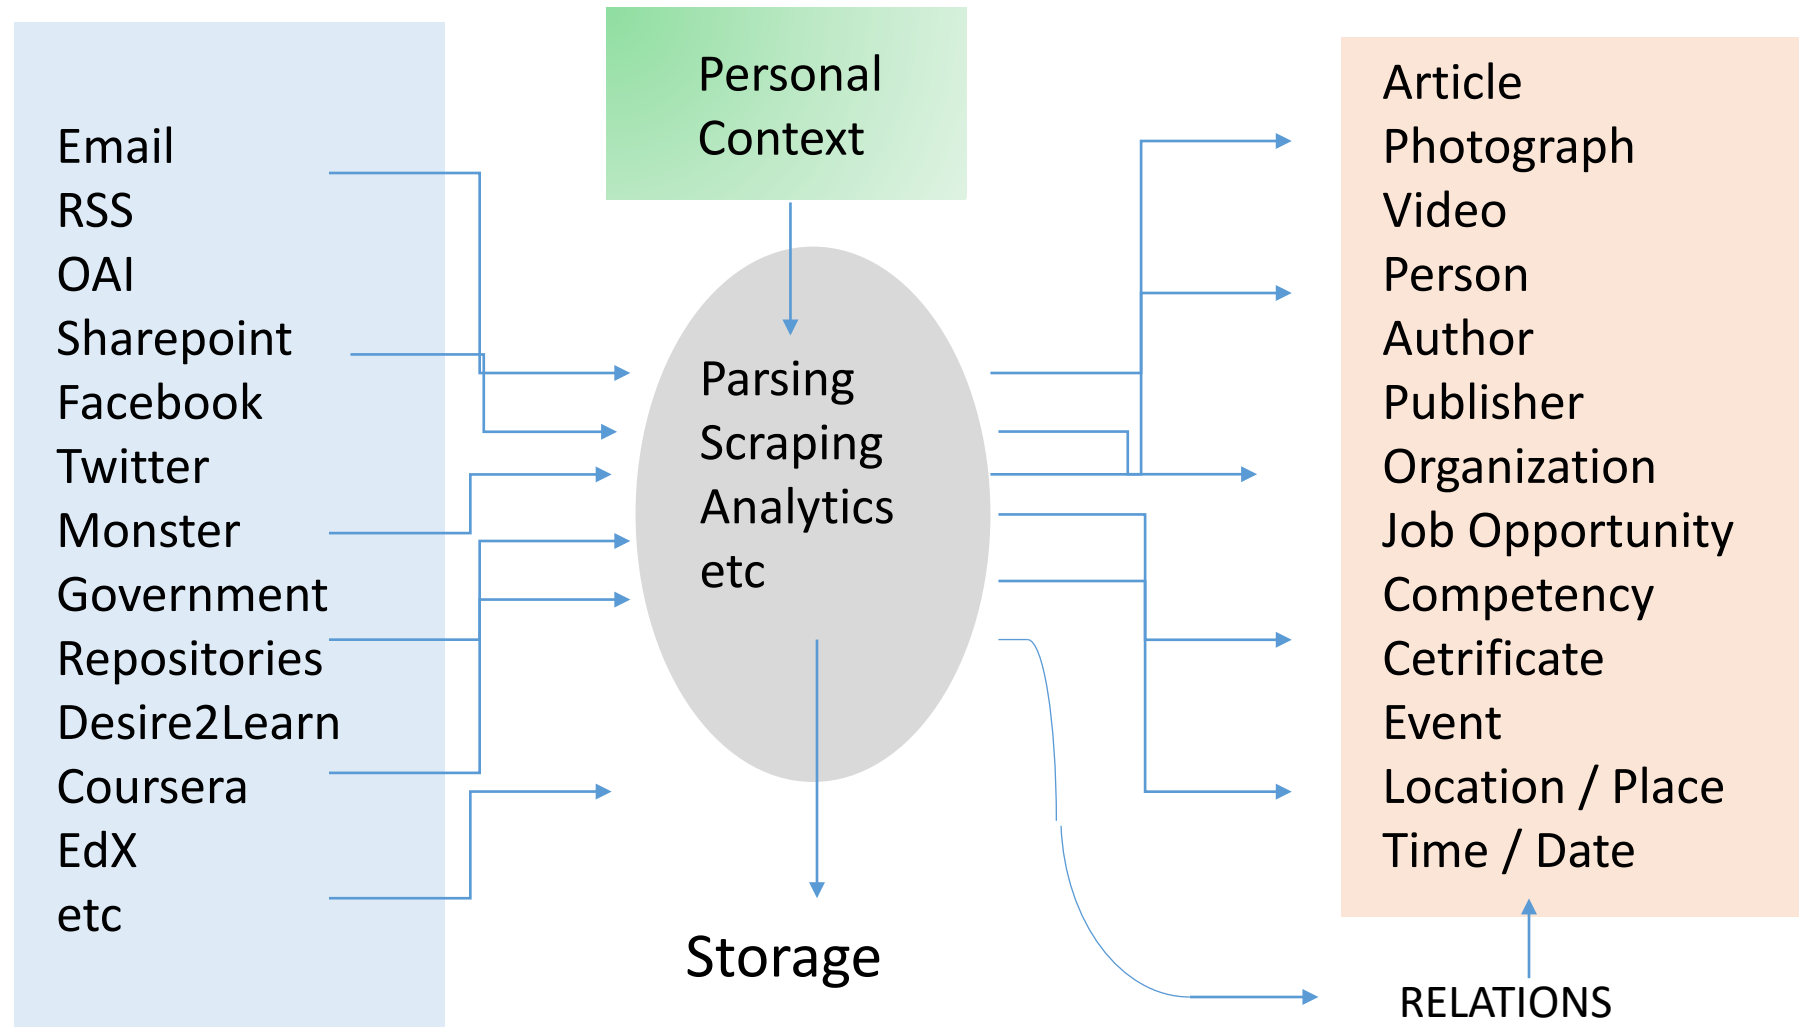 Email
RSS
OAI
Sharepoint
Facebook
Twitter
Monster
Government
Repositories
Desire2Learn
Coursera
EdX
etc
Personal
Context
Parsing
Scraping
Analytics
etc
Storage
Article
Photograph
Video
Person
Author
Publisher
Organization
Job Opportunity
Competency
Cetrificate
Event
Location / Place
Time / Date
RELATIONS